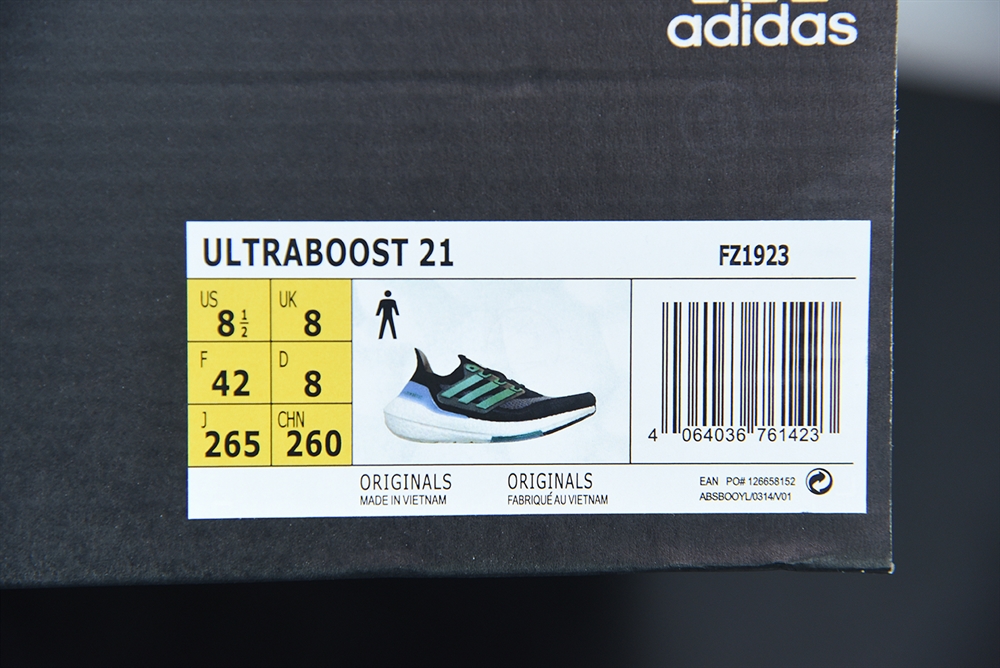 adidas
ULTRABOOST 21
FZ1923
US
8 1/2
UK
8
F
42
D
8
J
265
CHN
260
4 064036 761423
ORIGINALS
MADE IN VIETNAM
ORIGINALS
FABRIQUÉ AU VIETNAM
EAN PO# 126658152
ABSBOOYL/0314/V01